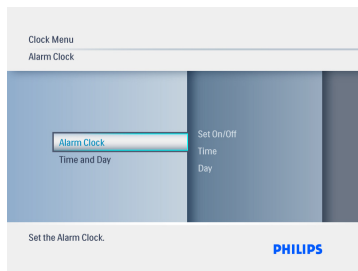 Clock Menu
Alarm Clock
Alarm Clock
Time and Day
Set On/Off
Time
Day
Set the Alarm Clock.
PHILIPS